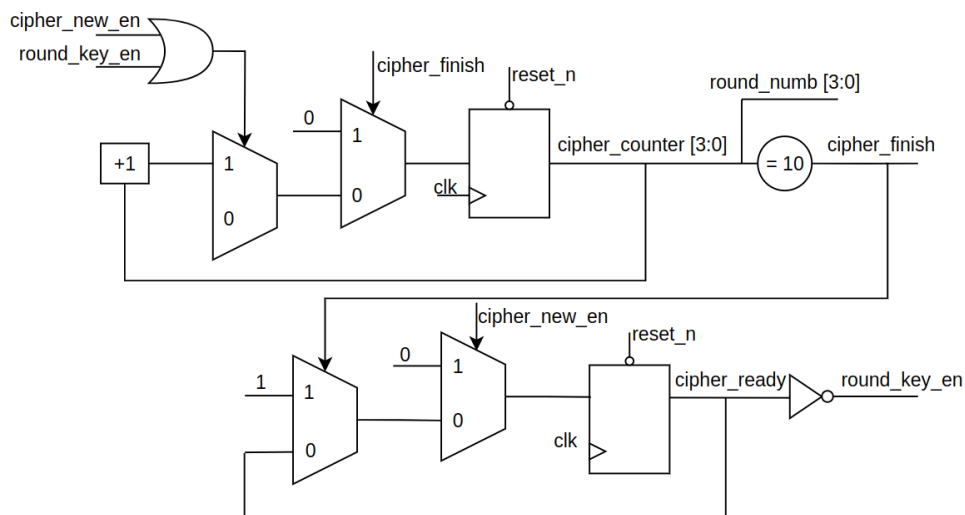 cipher_new_en
round_key_en
cipher_finish
reset_n
round_numb [3:0]
0
1
cipher_counter [3:0]
cipher_finish
+1
1
= 10
0
clk
0
cipher_new_en
reset_n
0
1
1
1
cipher_ready
round_key_en
0
0
clk